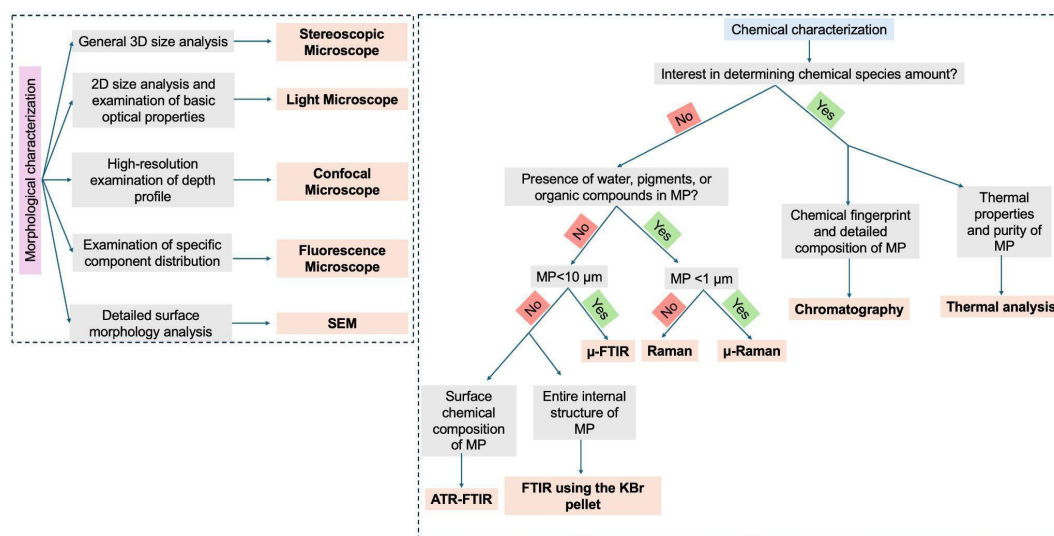 Morphological characterization
General 3D size analysis
Stereoscopic
Microscope
2D size analysis and
examination of basic
optical properties
Light Microscope
High-resolution
examination of depth
profile
Confocal
Microscope
Examination of specific
component distribution
Fluorescence
Microscope
Detailed surface
morphology analysis
SEM
Chemical characterization
Interest in determining chemical species amount?
No
Yes
Presence of water, pigments, or
organic compounds in MP?
No
Yes
MP<10 μm
MP <1 μm
No
Yes
No
Yes
μ-FTIR
Raman
μ-Raman
Surface
chemical
composition
of MP
Entire internal
structure of
MP
ATR-FTIR
FTIR using the KBr
pellet
Chemical fingerprint
and detailed
composition of MP
Chromatography
Thermal
properties
and purity of
MP
Thermal analysis